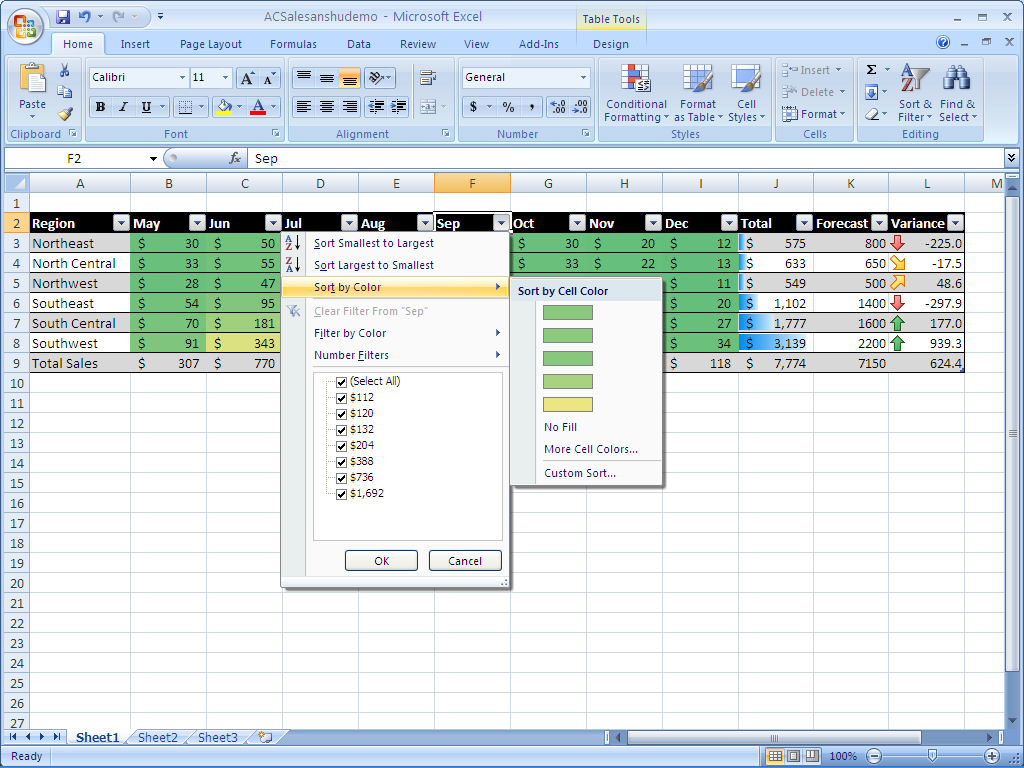 ACSalesanshudemo - Microsoft Excel
Table Tools
Home Insert Page Layout Formulas Data Review View Add-Ins Design
Paste
Clipboard
Calibri 11
B I U A A A
Font
Alignment
General
$ % ,
Number
Conditional Formatting
Format as Table
Cell Styles
Styles
Insert
Delete
Format
Cells
Σ
Sort & Filter
Find & Select
Editing
F2 fx Sep
A B C D E F G H I J K L M
1
2 Region May Jun Jul Aug Sep Oct Nov Dec Total Forecast Variance
3 Northeast $ 30 $ 50 $ 30 $ 20 $ 12 $ 575 800 -225.0
4 North Central $ 33 $ 55 $ 33 $ 22 $ 13 $ 633 650 -17.5
5 Northwest $ 28 $ 47 $ 11 $ 549 500 48.6
6 Southeast $ 54 $ 95 $ 20 $ 1,102 1400 -297.9
7 South Central $ 70 $ 181 $ 27 $ 1,777 1600 177.0
8 Southwest $ 91 $ 343 $ 34 $ 3,139 2200 939.3
9 Total Sales $ 307 $ 770 $ 118 $ 7,774 7150 624.4
10
11
12
13
14
15
16
17
18
19
20
21
22
23
24
25
26
27
Sort Smallest to Largest
Sort Largest to Smallest
Sort by Color
Clear Filter From "Sep"
Filter by Color
Number Filters
(Select All)
$112
$120
$132
$204
$388
$736
$1,692
OK Cancel
Sort by Cell Color
No Fill
More Cell Colors...
Custom Sort...
Sheet1 Sheet2 Sheet3
Ready 100%